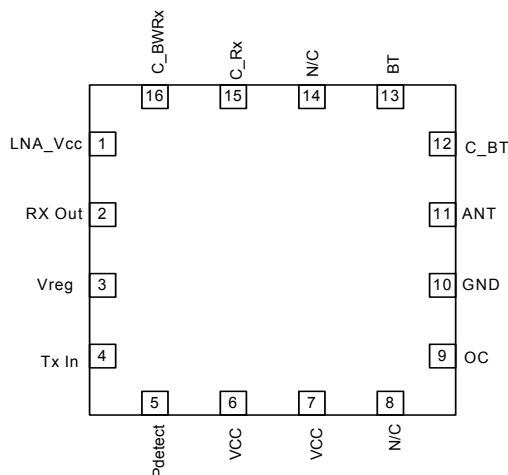 C_BWRx
C_Rx
N/C
BT
16
15
14
13
LNA_Vcc
1
12
C_BT
RX Out
2
11
ANT
Vreg
3
10
GND
Tx In
4
9
OC
5
6
7
8
Pdetect
VCC
VCC
N/C